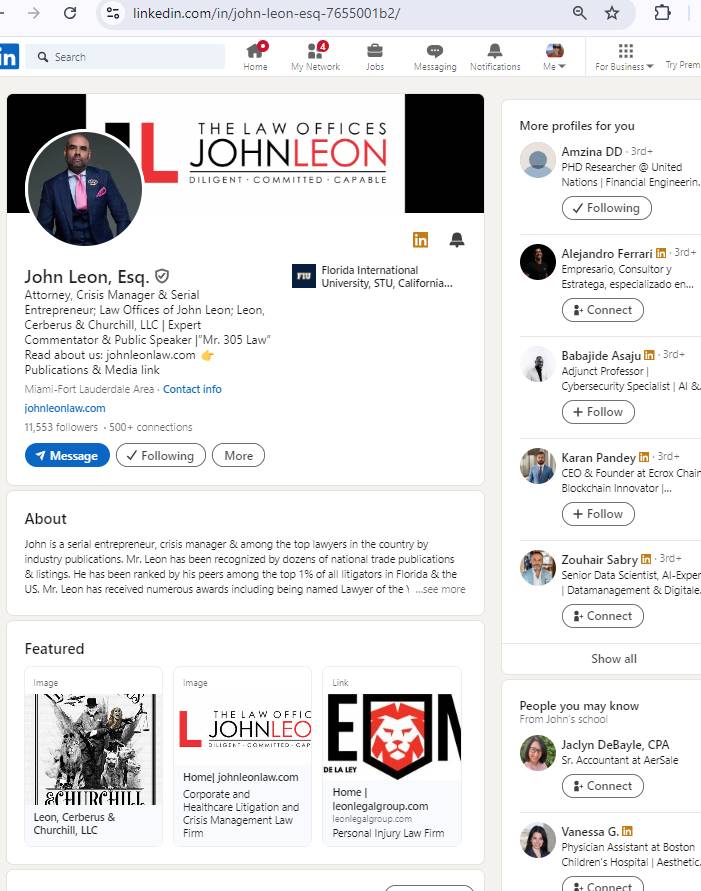 linkedin.com/in/john-leon-esq-7655001b2/
in
Search
Home
4
My Network
Jobs
Messaging
Notifications
Me
For Business
Try Prem
THE LAW OFFICES
JOHNLEON
DILIGENT · COMMITTED · CAPABLE
in
John Leon, Esq.
Attorney, Crisis Manager & Serial
Entrepreneur; Law Offices of John Leon; Leon,
Cerberus & Churchill, LLC | Expert
Commentator & Public Speaker |"Mr. 305 Law"
Read about us: johnleonlaw.com 👉
Publications & Media link
FIU
Florida International
University, STU, California...
Miami-Fort Lauderdale Area · Contact info
johnleonlaw.com
11,553 followers · 500+ connections
Message
Following
More
About
John is a serial entrepreneur, crisis manager & among the top lawyers in the country by
industry publications. Mr. Leon has been recognized by dozens of national trade publications
& listings. He has been ranked by his peers among the top 1% of all litigators in Florida & the
US. Mr. Leon has received numerous awards including being named Lawyer of the ...see more
Featured
Image
& CHURCHILL
Leon, Cerberus &
Churchill, LLC
Image
THE LAW OFFIC
L JOHNLEO
DILIGENT · COMMITTED · CAP
Home| johnleonlaw.com
Corporate and
Healthcare Litigation and
Crisis Management Law
Firm
Link
E N
DE LA LEY
Home |
leonlegalgroup.com
leonlegalgroup.com
Personal Injury Law Firm
More profiles for you
Amzina DD · 3rd+
PHD Researcher @ United
Nations | Financial Engineerin.
Following
Alejandro Ferrari in · 3rd+
Empresario, Consultor y
Estratega, especializado en...
Connect
Babajide Asaju in · 3rd+
Adjunct Professor |
Cybersecurity Specialist | AI &
Follow
Karan Pandey in · 3rd+
CEO & Founder at Ecrox Chain
Blockchain Innovator |...
Follow
Zouhair Sabry in · 3rd+
Senior Data Scientist, AI-Exper
| Datamanagement & Digitale
Connect
Show all
People you may know
From John's school
Jaclyn DeBayle, CPA
Sr. Accountant at AerSale
Connect
Vanessa G. in
Physician Assistant at Boston
Children's Hospital | Aesthetic
Connect